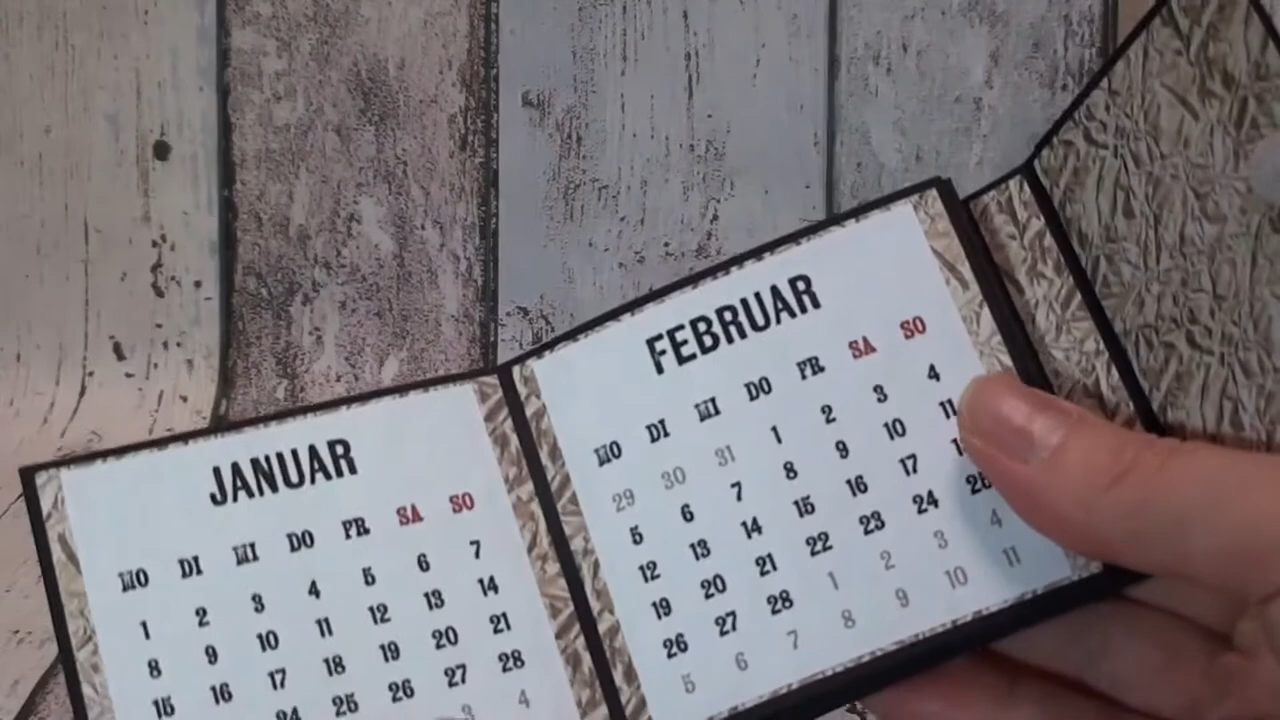 JANUAR
MO DI MI DO FR SA SO
1 2 3 4 5 6 7
8 9 10 11 12 13 14
15 16 17 18 19 20 21
24 25 26 27 28
3 4
FEBRUAR
MO DI MI DO FR SA SO
29 30 31 1 2 3 4
5 6 7 8 9 10 11
12 13 14 15 16 17
19 20 21 22 23 24 25
26 27 28 1 2 3 4
5 6 7 8 9 10 11